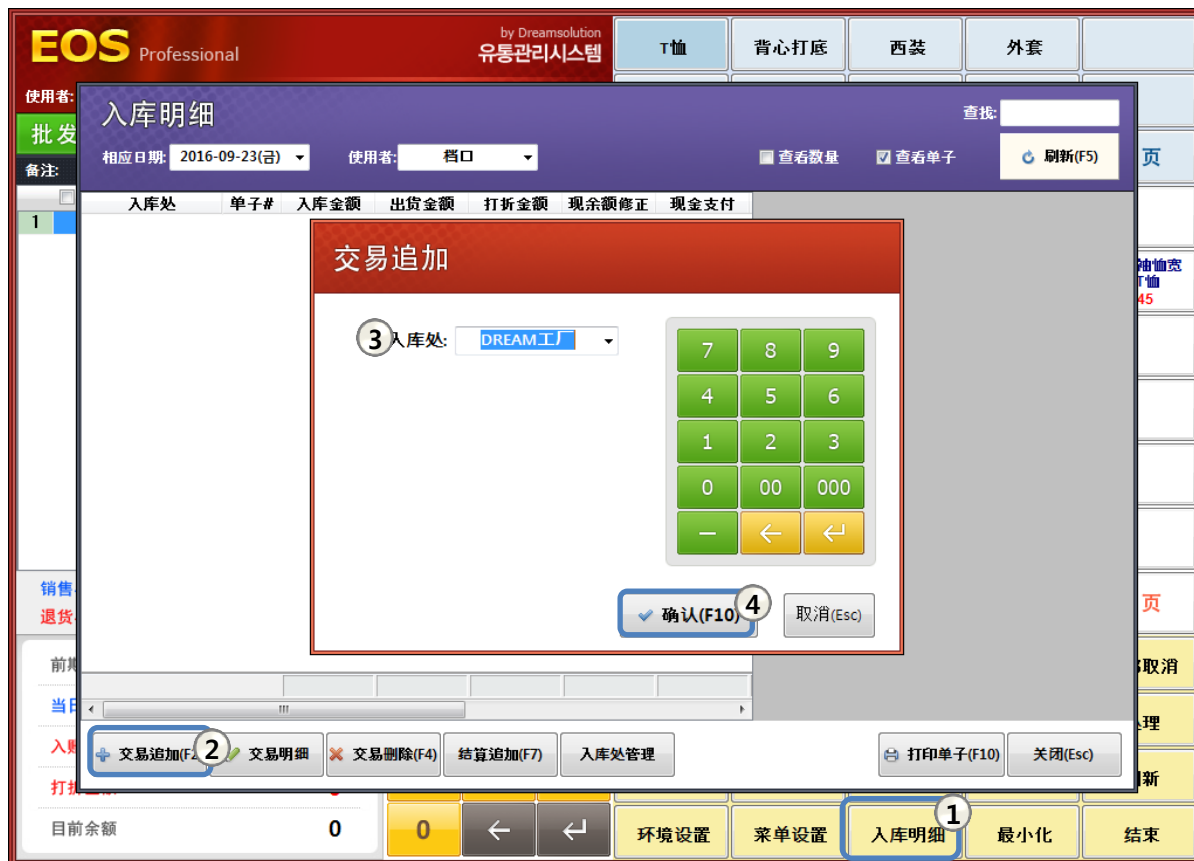 EOS Professional
by Dreamsolution
유통관리시스템
T恤
背心打底
西装
外套
使用者:
批发
备注:
1
入库明细
查找:
相应日期: 2016-09-23(금)
使用者: 档口
查看数量
查看单子
刷新(F5)
页
入库处 单子# 入库金额 出货金额 打折金额 现余额修正 现金支付
袖恤宽
T恤
45
交易追加
3
入库处: DREAM工厂
7 8 9
4 5 6
1 2 3
0 00 000
确认(F10)
4
取消(Esc)
销售
退货
页
前期
当日
取消
理
交易追加(F2)
2
交易明细
交易删除(F4)
结算追加(F7)
入库处管理
打印单子(F10)
关闭(Esc)
新
目前余额 0
0
环境设置
菜单设置
入库明细
1
最小化
结束